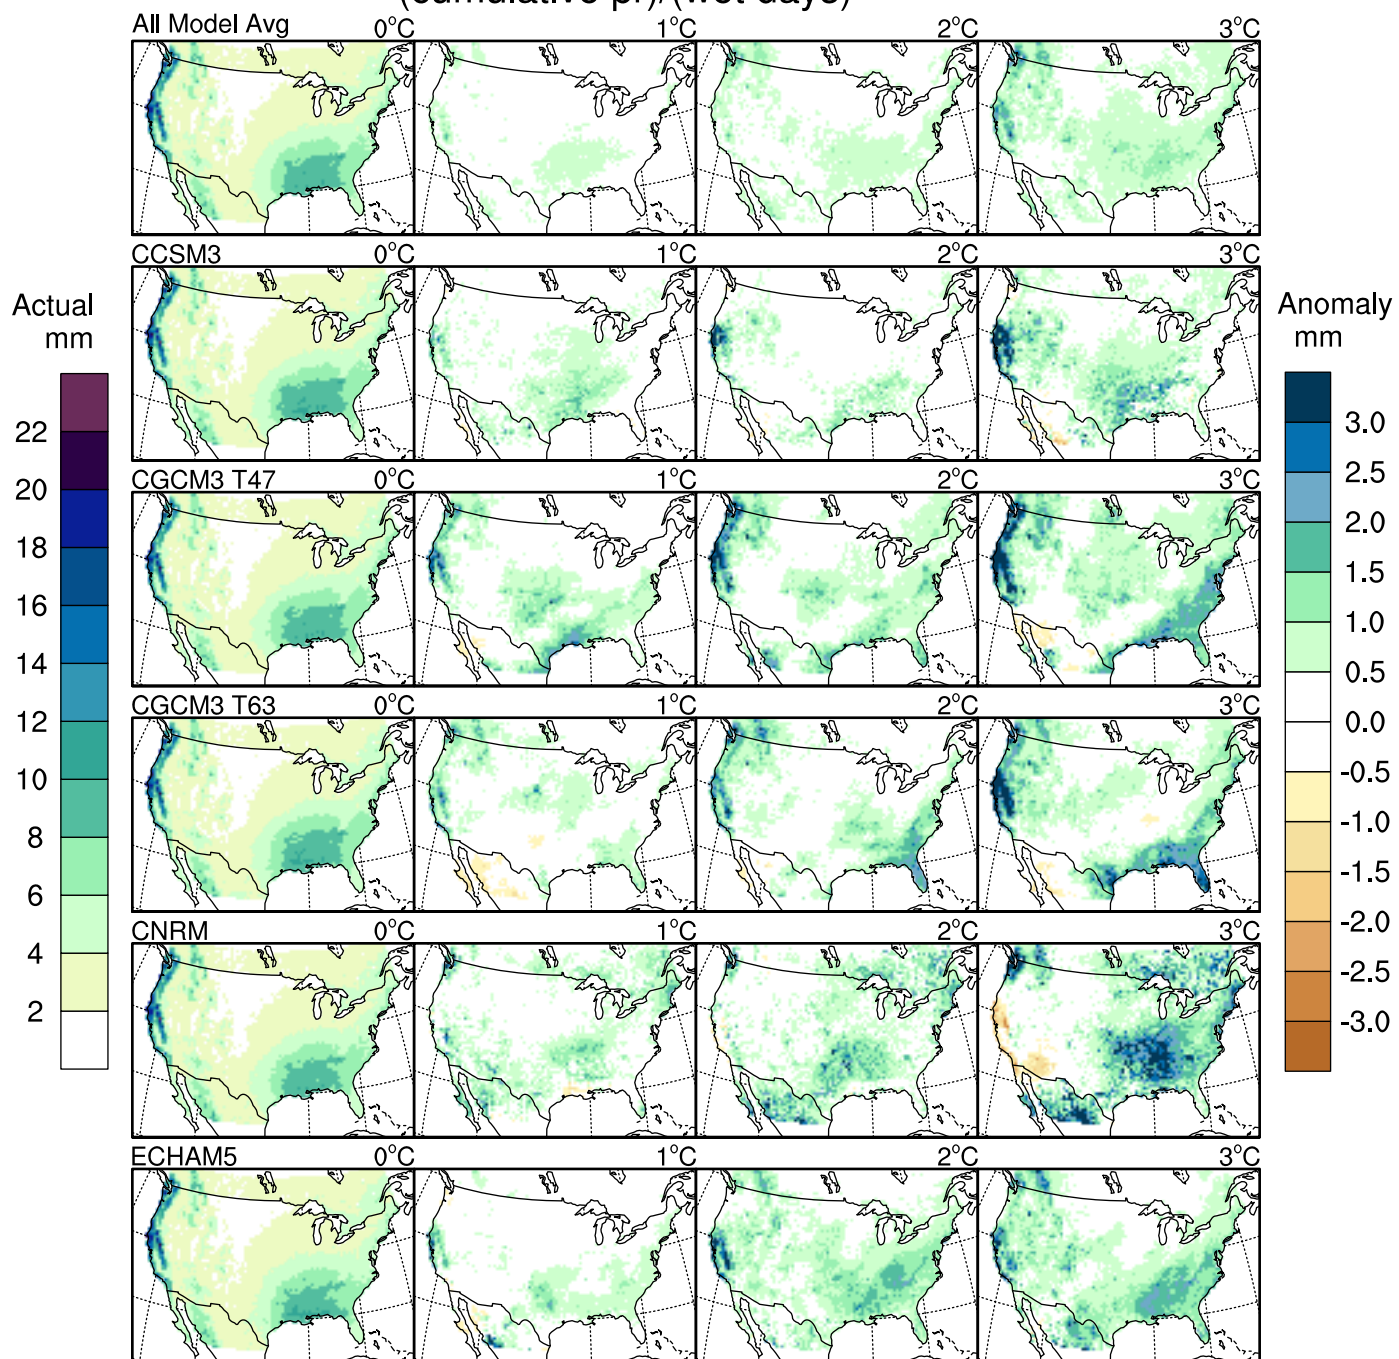 (cumulative pr)/(wet days)
All Model Avg 0°C 1°C 2°C 3°C
CCSM3 0°C 1°C 2°C 3°C
Actual
mm
Anomaly
mm
22
20
18
16
14
12
10
8
6
4
2
3.0
2.5
2.0
1.5
1.0
0.5
0.0
-0.5
-1.0
-1.5
-2.0
-2.5
-3.0
CGCM3 T47 0°C 1°C 2°C 3°C
CGCM3 T63 0°C 1°C 2°C 3°C
CNRM 0°C 1°C 2°C 3°C
ECHAM5 0°C 1°C 2°C 3°C